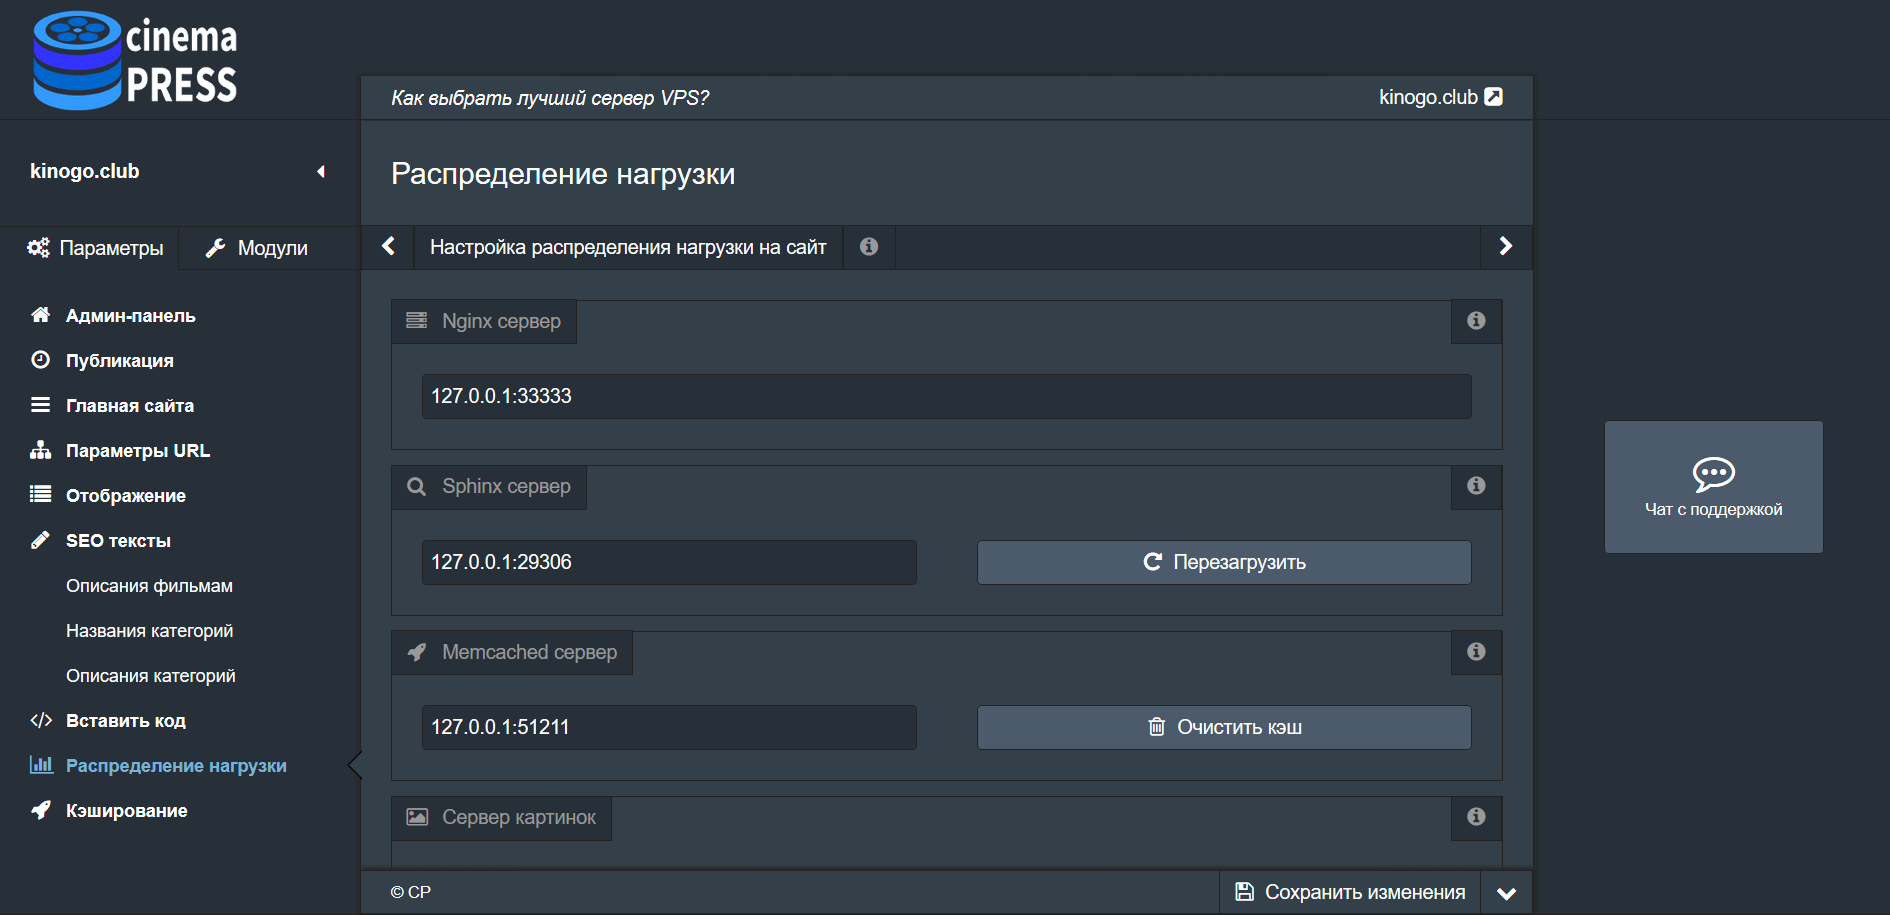 cinema
PRESS
Как выбрать лучший сервер VPS?
kinogo.club
kinogo.club
Распределение нагрузки
Параметры
Модули
Настройка распределения нагрузки на сайт
Админ-панель
Публикация
Главная сайта
Параметры URL
Отображение
SEO тексты
Описания фильмам
Названия категорий
Описания категорий
Вставить код
Распределение нагрузки
Кэширование
Nginx сервер
127.0.0.1:33333
Sphinx сервер
127.0.0.1:29306
Перезагрузить
Memcached сервер
127.0.0.1:51211
Очистить кэш
Сервер картинок
Чат с поддержкой
© CP
Сохранить изменения